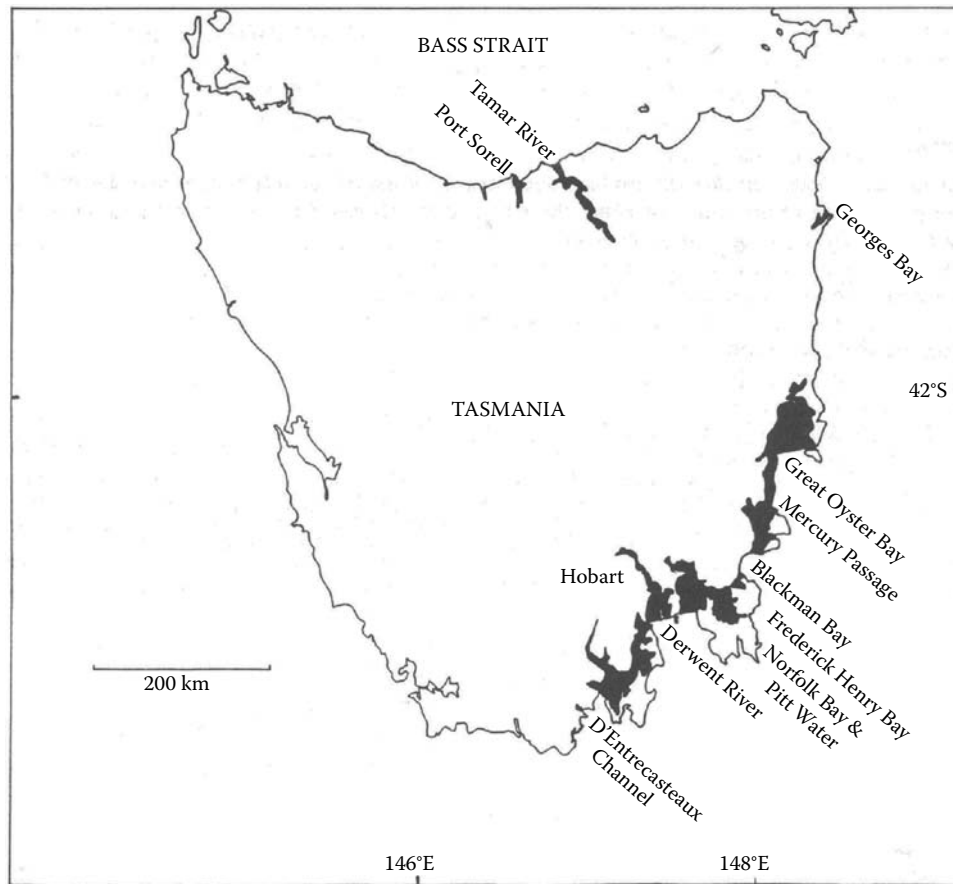 BASS STRAIT
Tamar River
Port Sorell
Georges Bay
42°S
TASMANIA
Great Oyster Bay
Mercury Passage
Hobart
Blackman Bay
Frederick Henry Bay
Norfolk Bay &
Pitt Water
Derwent River
200 km
D'Entrecasteaux
Channel
146°E
148°E